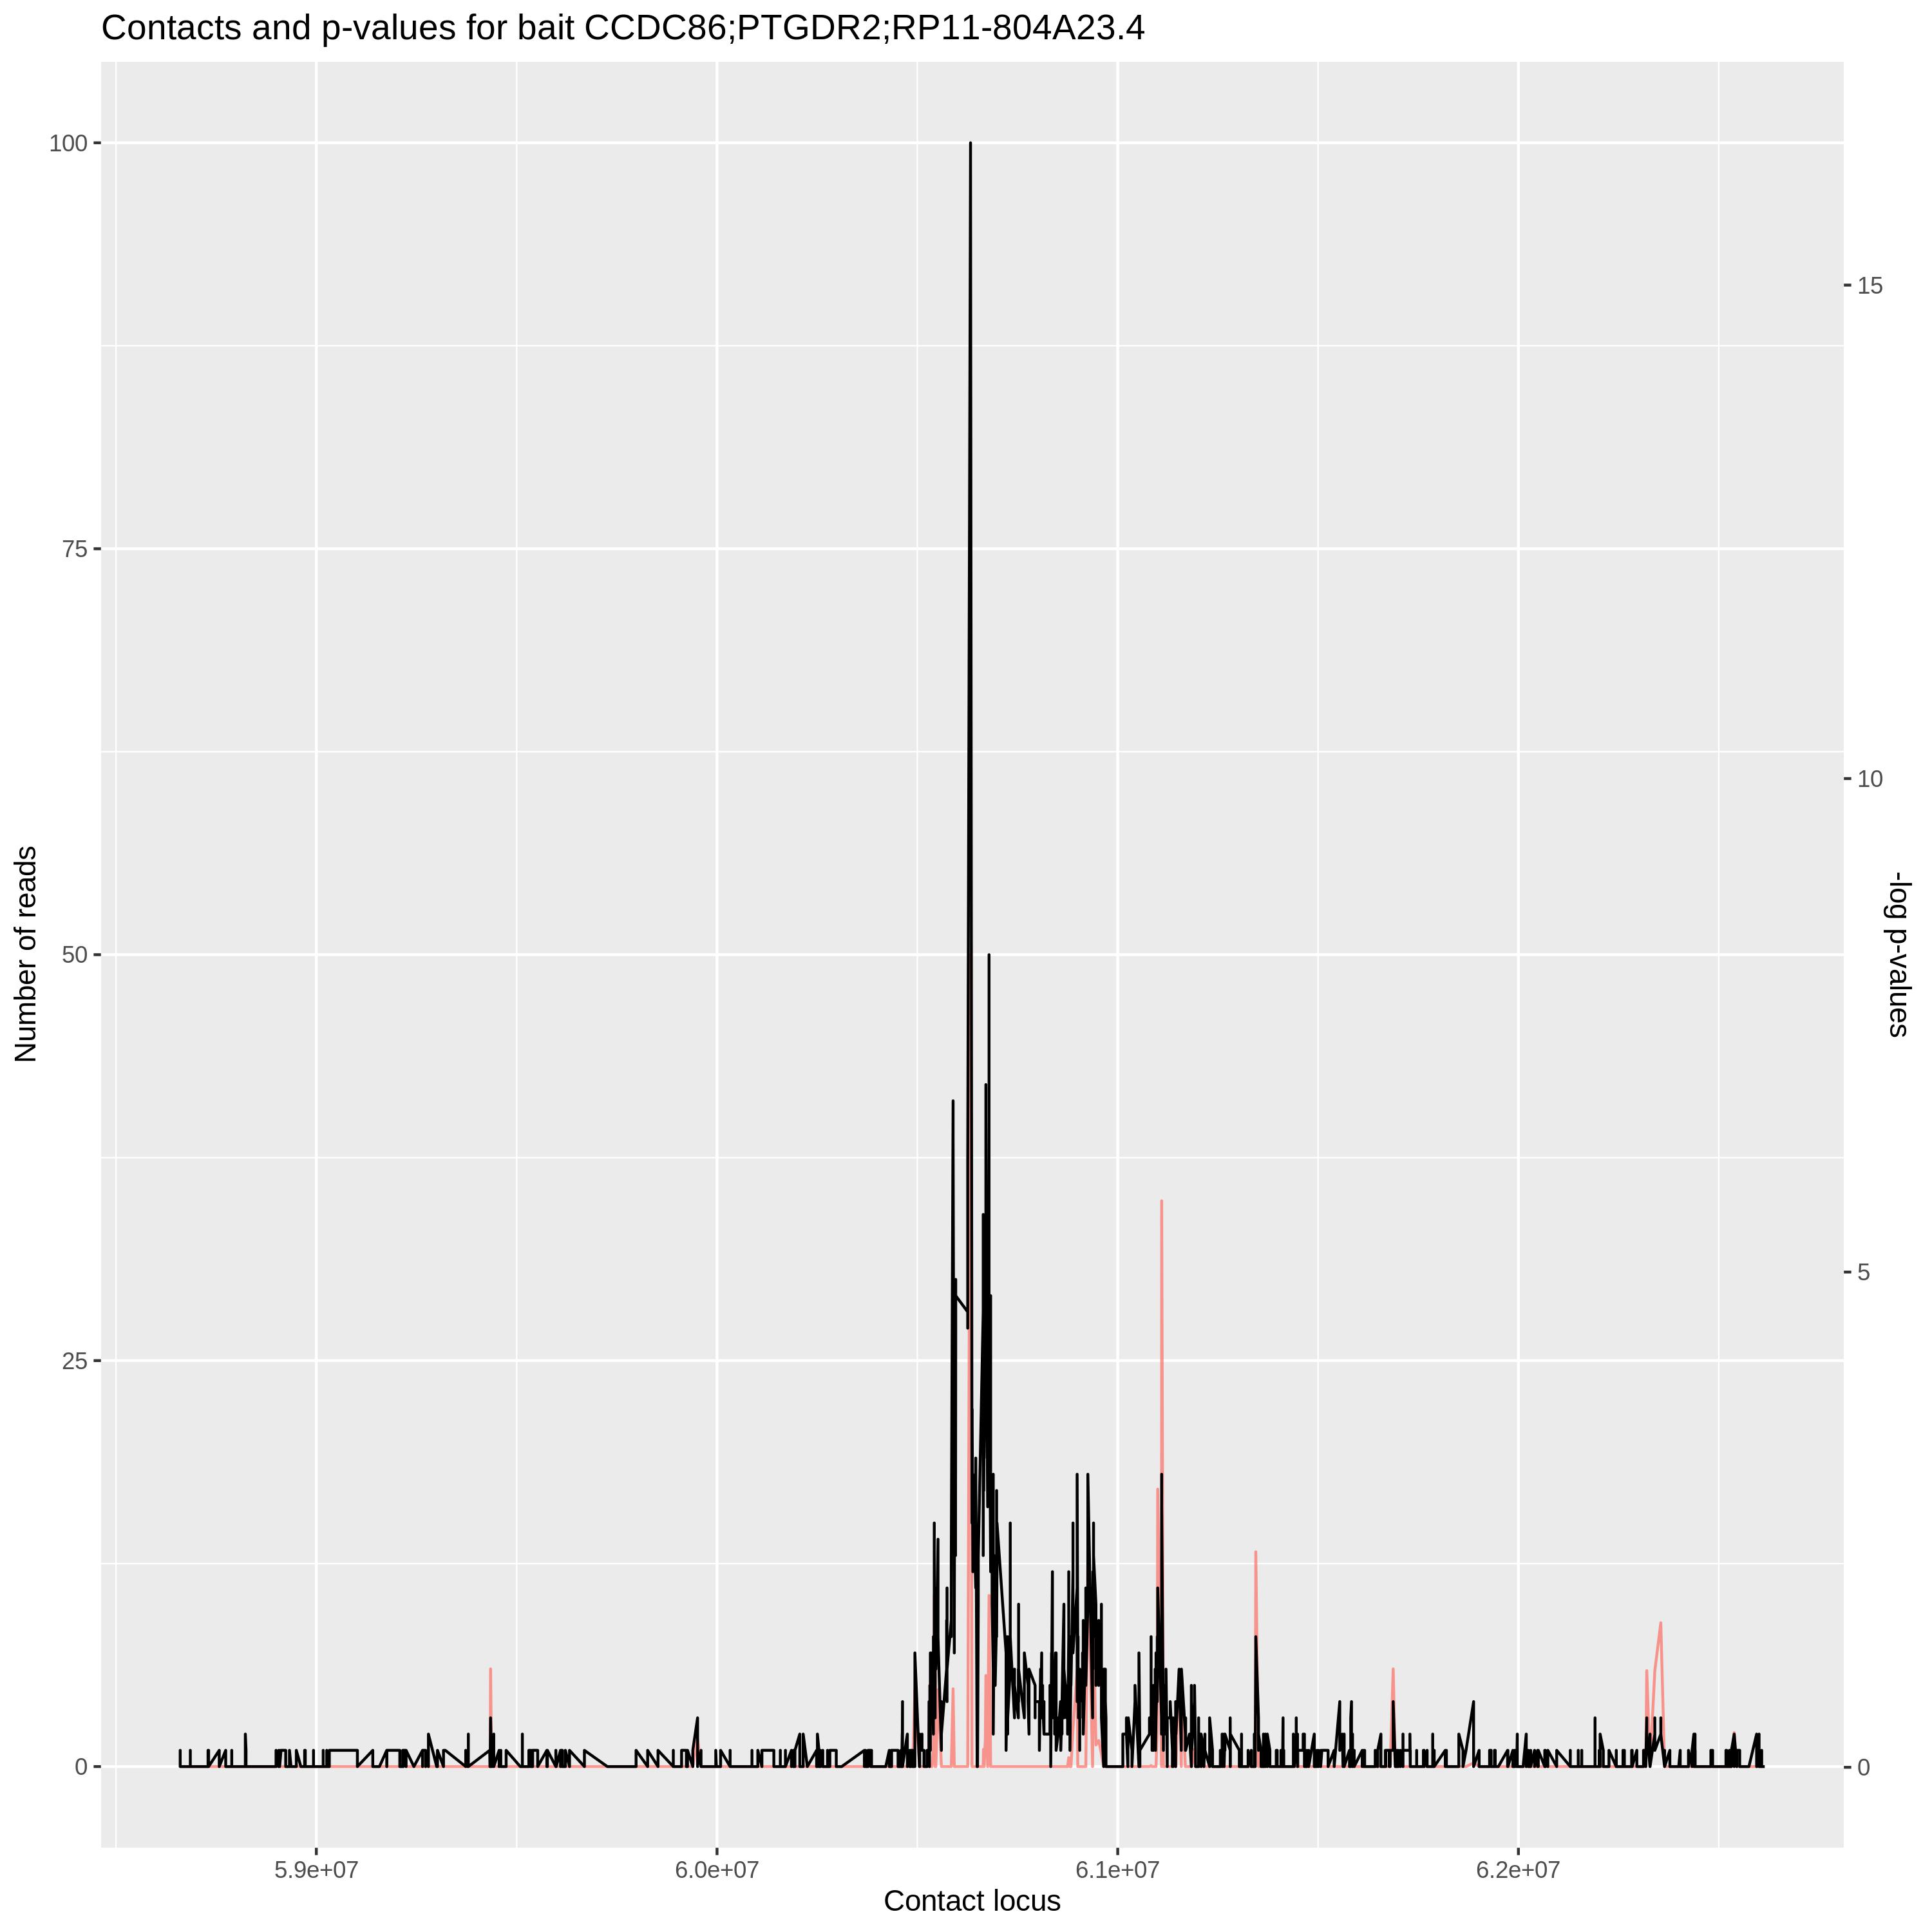 Contacts and p-values for bait CCDC86;PTGDR2;RP11-804A23.4
100
75
50
25
0
Number of reads
15
10
5
0
-log p-values
5.9e+07 6.0e+07 6.1e+07 6.2e+07
Contact locus